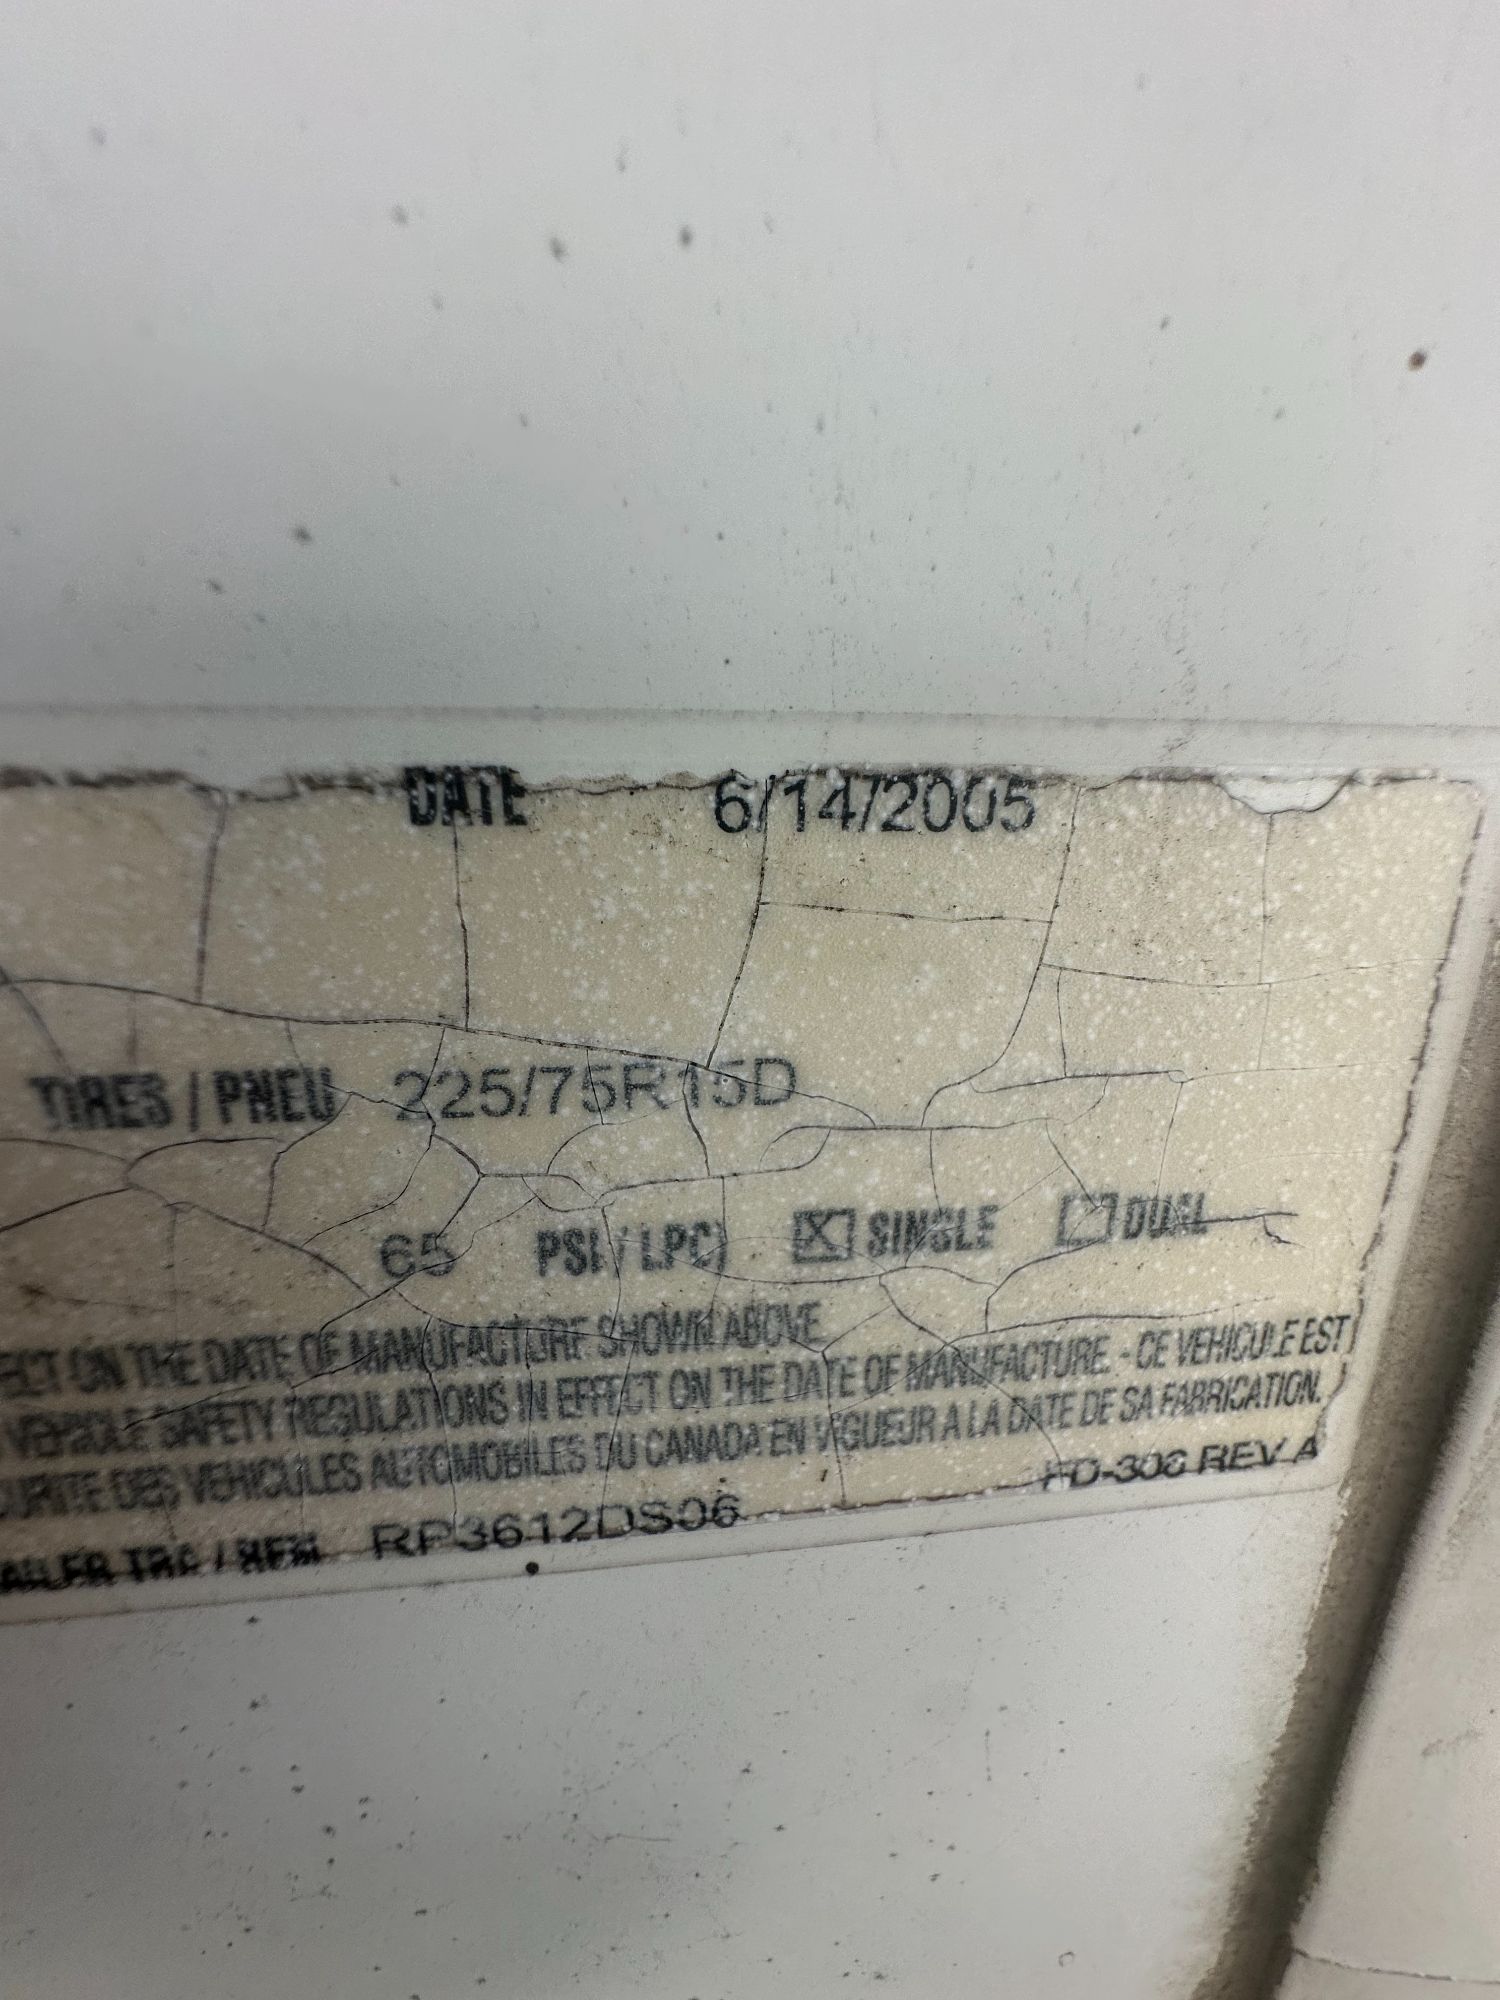 DATE 6/14/2005
TIRES / PNEU 225/75R15D
65 PSI ( LPC) SINGLE DUAL
ECT ON THE DATE OF MANUFACTURE SHOWN ABOVE
VEHICLE SAFETY REGULATIONS IN EFFECT ON THE DATE OF MANUFACTURE. - CE VEHICULE EST
CURITE DES VEHICULES AUTOMOBILES DU CANADA EN VIGUEUR A LA DATE DE SA FABRICATION.
FD-306 REV A
RP3612DS06